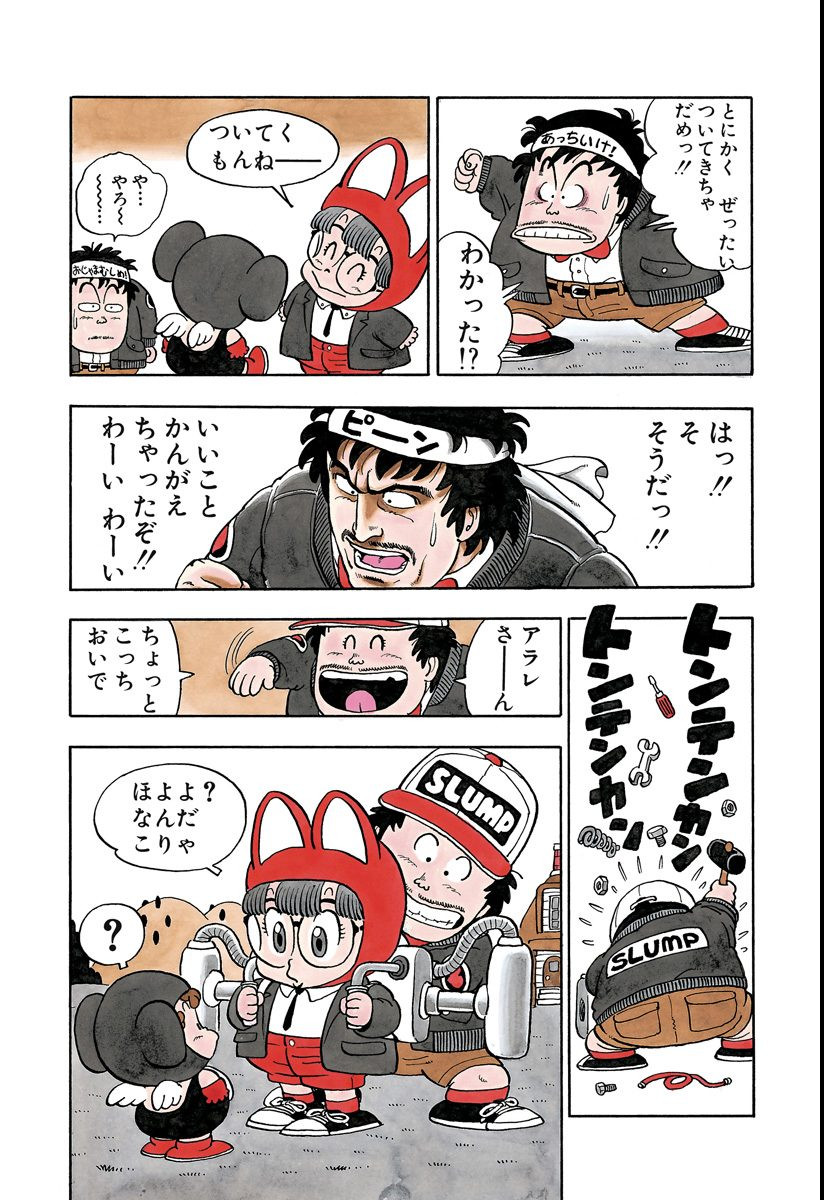 とにかく ぜったい
ついてきちゃ
だめっ!!
あっちいけ!
わかった!?
ついてく
もんね――
や…
やろ〜
〜〜〜…
おじゃまむしめ!
はっ!!
そ
そうだっ!!
ピーン
いいこと
かんがえ
ちゃったぞ!!
わーい わーい
アラレ
さ――ん
ちょっと
こっち
おいで
トンテンカン
トンテンカン
SLUMP
SLUMP
?
よだゃ
よんり
ほなこ
?